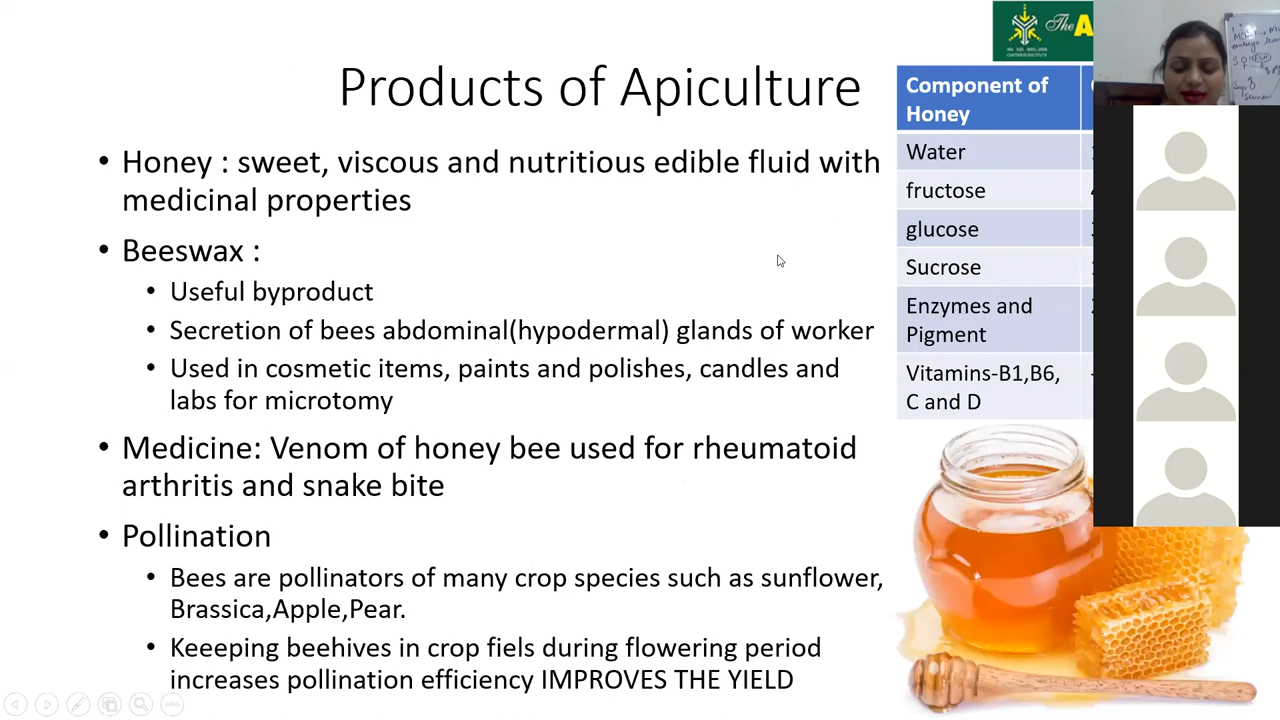 The A
Products of Apiculture
• Honey : sweet, viscous and nutritious edible fluid with
medicinal properties
• Beeswax :
• Useful byproduct
• Secretion of bees abdominal(hypodermal) glands of worker
• Used in cosmetic items, paints and polishes, candles and
labs for microtomy
• Medicine: Venom of honey bee used for rheumatoid
arthritis and snake bite
• Pollination
• Bees are pollinators of many crop species such as sunflower,
Brassica,Apple,Pear.
• Keeeping beehives in crop fiels during flowering period
increases pollination efficiency IMPROVES THE YIELD
Component of
Honey
Water
fructose
glucose
Sucrose
Enzymes and
Pigment
Vitamins-B1,B6,
C and D